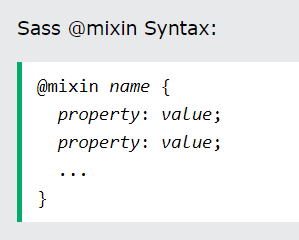 Sass @mixin Syntax:
@mixin name {
  property: value;
  property: value;
  ...
}